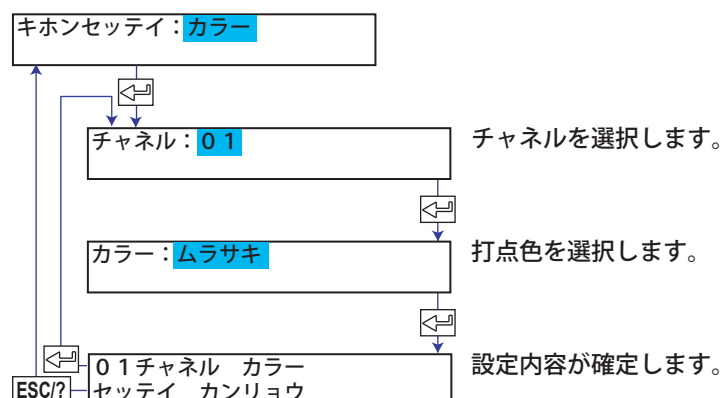 キホンセッテイ：カラー
チャネル：０１
チャネルを選択します。
カラー：ムラサキ
打点色を選択します。
０１チャネル　カラー
設定内容が確定します。
ESC/?
セッテイ　カンリョウ